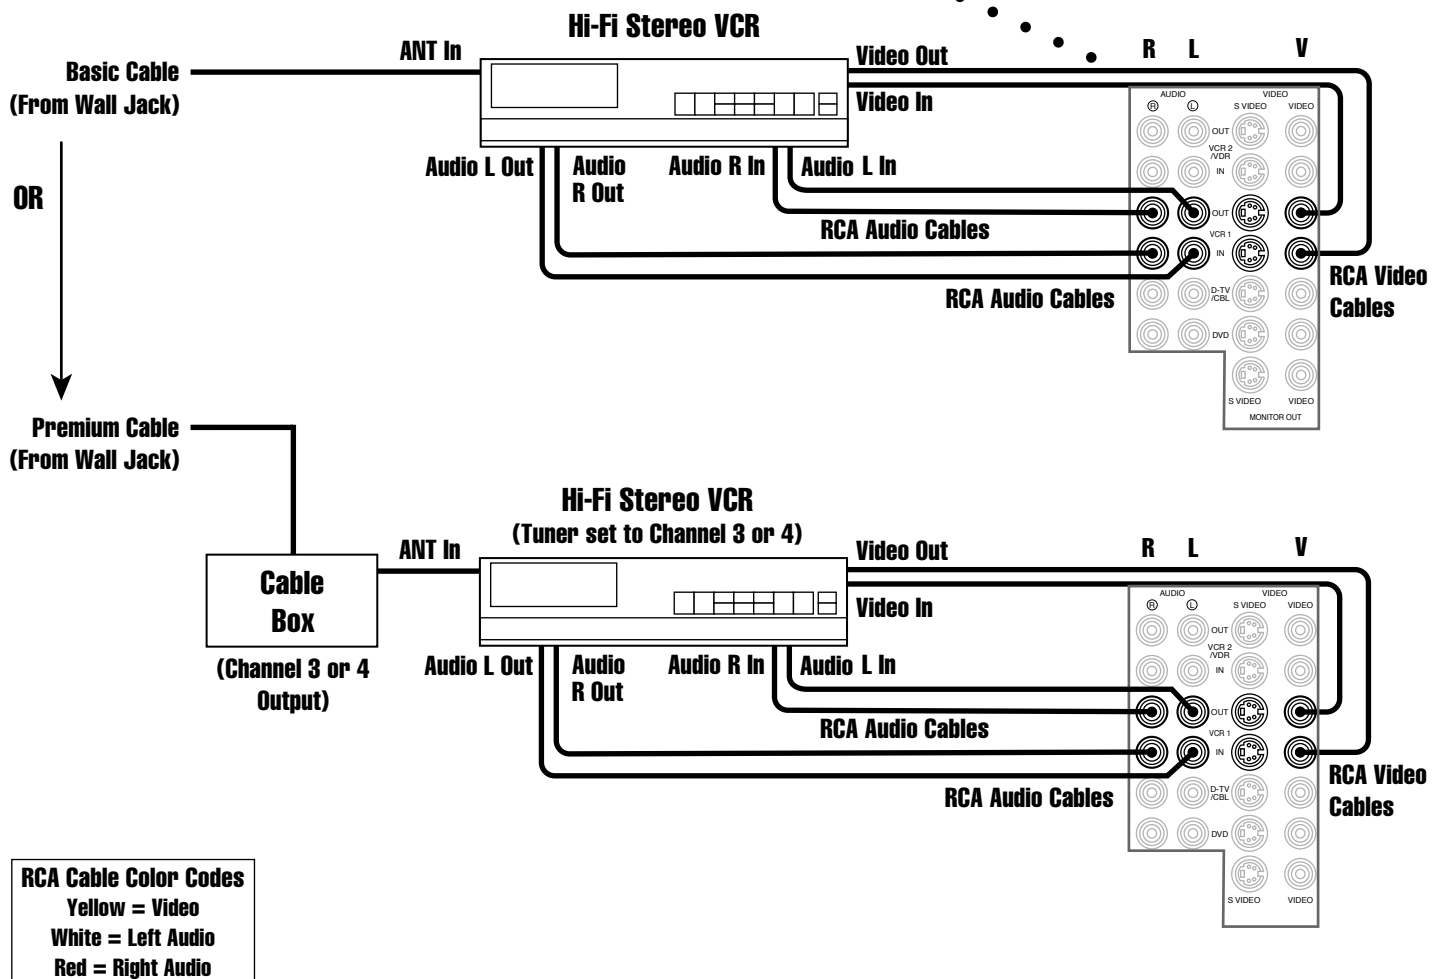 Hi-Fi Stereo VCR
ANT In
Basic Cable
(From Wall Jack)
Video Out
Video In
R L V
AUDIO VIDEO
R L S VIDEO VIDEO
OUT
VCR 2
/VDR
IN
OUT
VCR 1
IN
D-TV
/CBL
DVD
S VIDEO VIDEO
MONITOR OUT
Audio L Out
Audio
R Out
Audio R In
Audio L In
RCA Audio Cables
RCA Audio Cables
RCA Video
Cables
OR
Premium Cable
(From Wall Jack)
Hi-Fi Stereo VCR
(Tuner set to Channel 3 or 4)
ANT In
Cable
Box
(Channel 3 or 4
Output)
Video Out
Video In
R L V
AUDIO VIDEO
R L S VIDEO VIDEO
OUT
VCR 2
/VDR
IN
OUT
VCR 1
IN
D-TV
/CBL
DVD
S VIDEO VIDEO
Audio L Out
Audio
R Out
Audio R In
Audio L In
RCA Audio Cables
RCA Audio Cables
RCA Video
Cables
RCA Cable Color Codes
Yellow = Video
White = Left Audio
Red = Right Audio